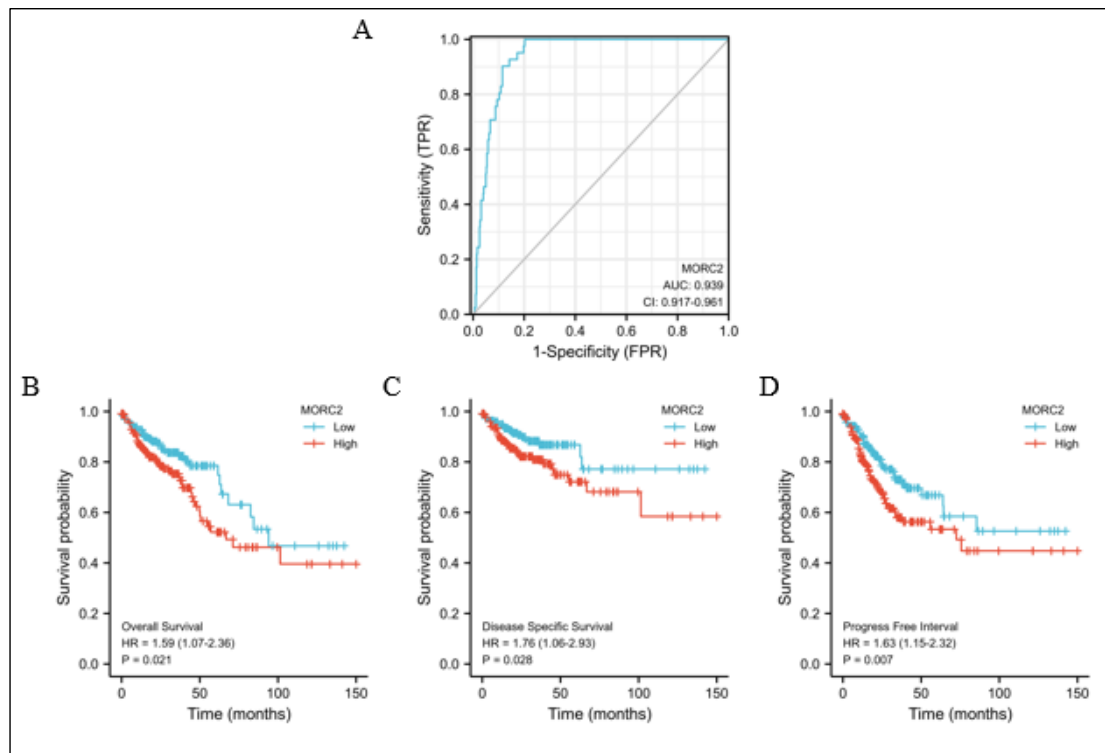 A
1.0
0.8
0.6
0.4
0.2
0.0
Sensitivity (TPR)
MORC2
AUC: 0.939
CI: 0.917-0.961
0.0 0.2 0.4 0.6 0.8 1.0
1-Specificity (FPR)
B
1.0
0.8
0.6
0.4
0.2
0.0
Survival probability
MORC2
Low
High
Overall Survival
HR = 1.59 (1.07-2.36)
P = 0.021
0 50 100 150
Time (months)
C
1.0
0.8
0.6
0.4
0.2
0.0
Survival probability
MORC2
Low
High
Disease Specific Survival
HR = 1.76 (1.06-2.93)
P = 0.028
0 50 100 150
Time (months)
D
1.0
0.8
0.6
0.4
0.2
0.0
Survival probability
MORC2
Low
High
Progress Free Interval
HR = 1.63 (1.15-2.32)
P = 0.007
0 50 100 150
Time (months)